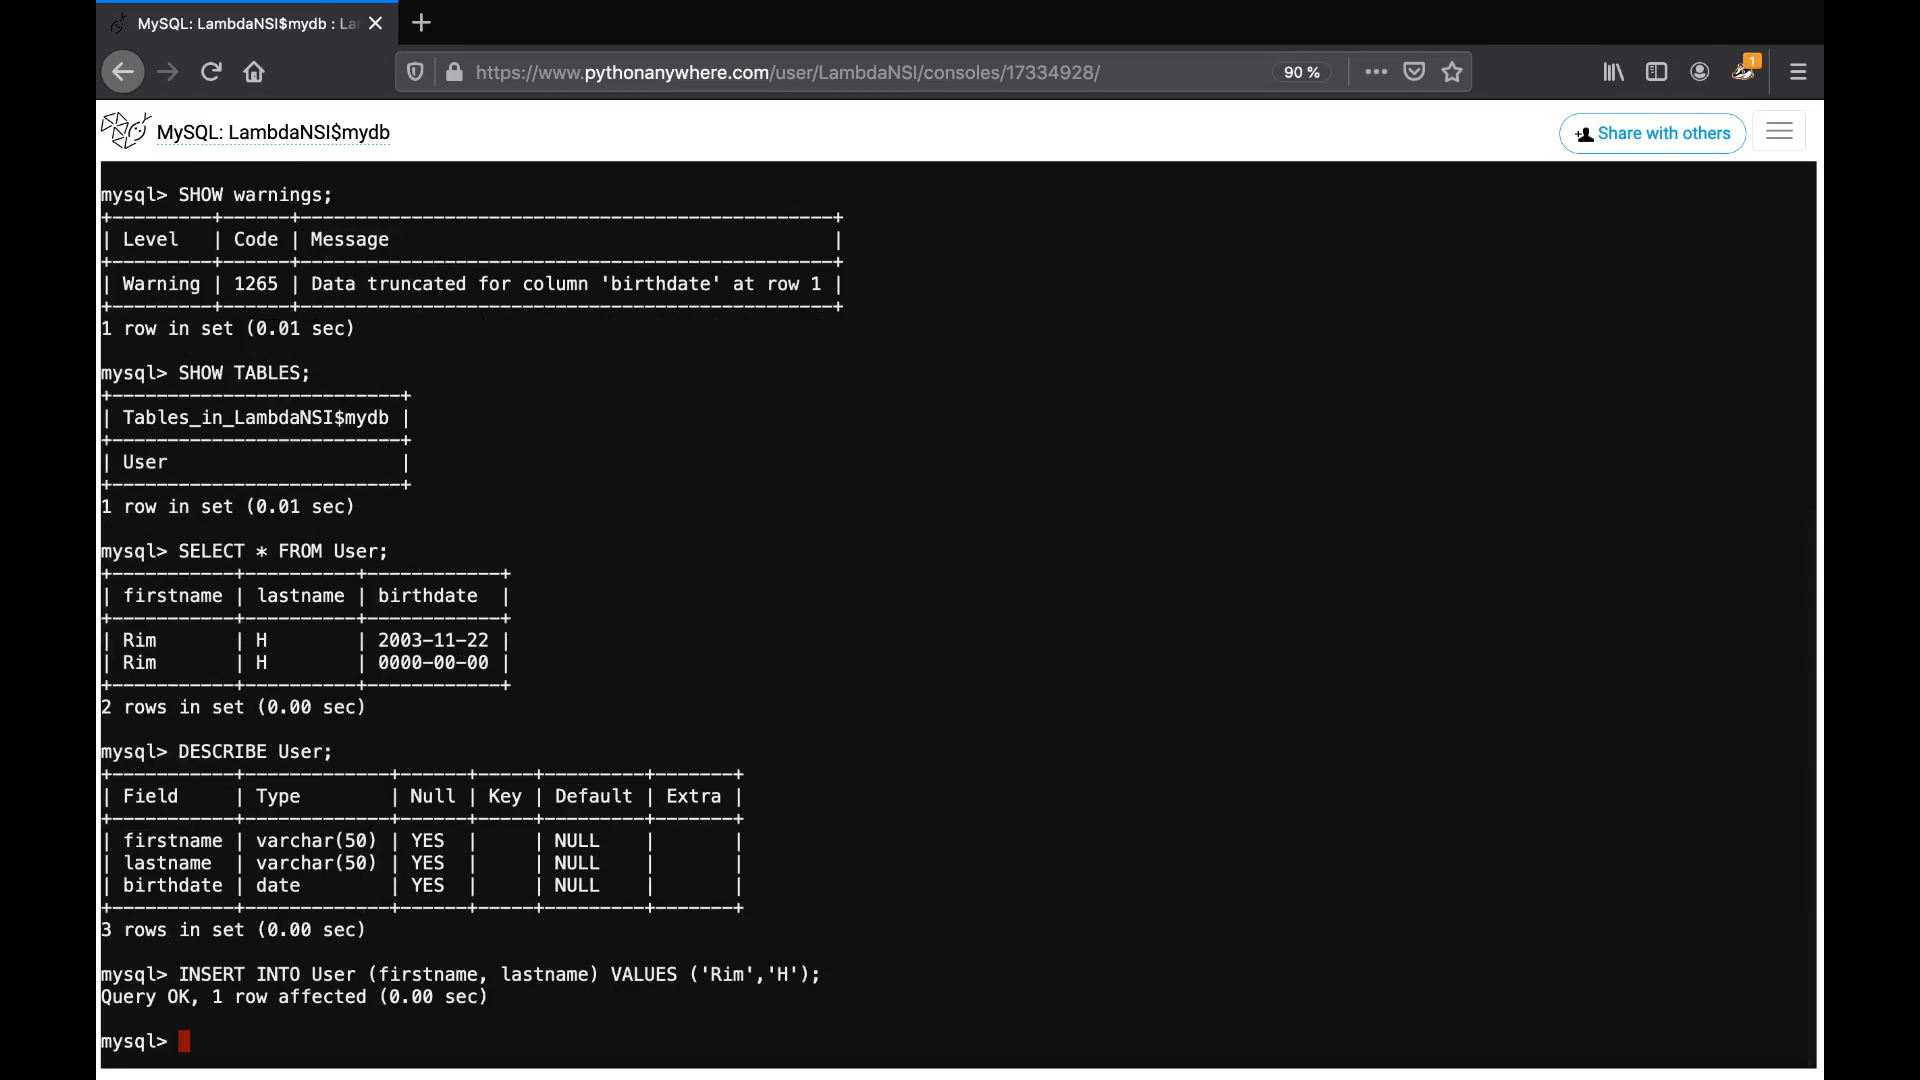 MySQL: LambdaNSI$mydb : La
https://www.pythonanywhere.com/user/LambdaNSI/consoles/17334928/
90 %
1
MySQL: LambdaNSI$mydb
Share with others
mysql> SHOW warnings;
+---------+------+------------------------------------------------+
| Level   | Code | Message                                        |
+---------+------+------------------------------------------------+
| Warning | 1265 | Data truncated for column 'birthdate' at row 1 |
+---------+------+------------------------------------------------+
1 row in set (0.01 sec)
mysql> SHOW TABLES;
+--------------------------+
| Tables_in_LambdaNSI$mydb |
+--------------------------+
| User                     |
+--------------------------+
1 row in set (0.01 sec)
mysql> SELECT * FROM User;
+-----------+----------+------------+
| firstname | lastname | birthdate  |
+-----------+----------+------------+
| Rim       | H        | 2003-11-22 |
| Rim       | H        | 0000-00-00 |
+-----------+----------+------------+
2 rows in set (0.00 sec)
mysql> DESCRIBE User;
+-----------+-------------+------+-----+---------+-------+
| Field     | Type        | Null | Key | Default | Extra |
+-----------+-------------+------+-----+---------+-------+
| firstname | varchar(50) | YES  |     | NULL    |       |
| lastname  | varchar(50) | YES  |     | NULL    |       |
| birthdate | date        | YES  |     | NULL    |       |
+-----------+-------------+------+-----+---------+-------+
3 rows in set (0.00 sec)
mysql> INSERT INTO User (firstname, lastname) VALUES ('Rim','H');
Query OK, 1 row affected (0.00 sec)
mysql>